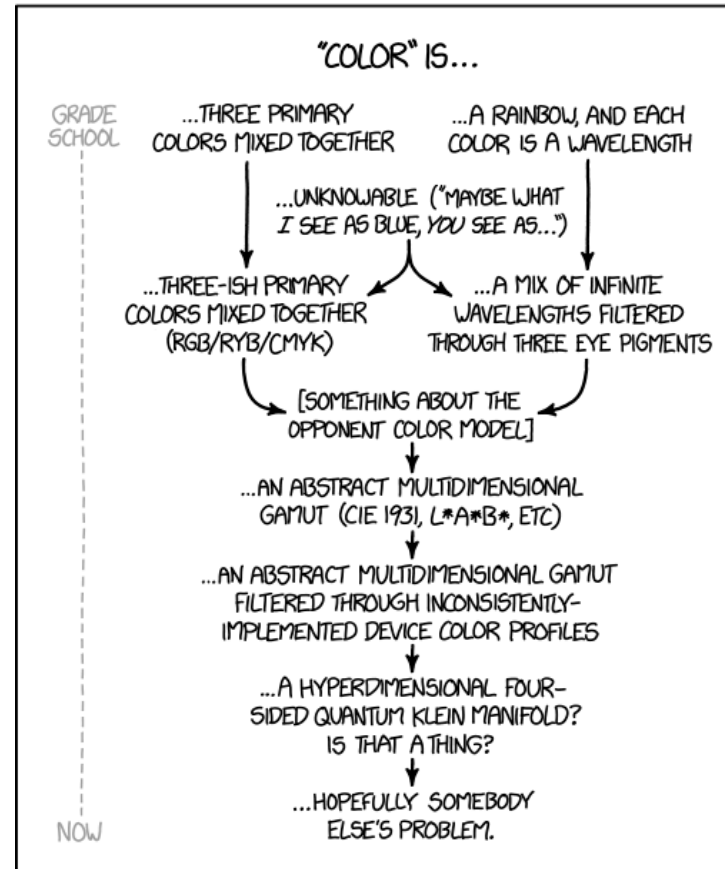 "COLOR" IS...
GRADE
SCHOOL
...THREE PRIMARY
COLORS MIXED TOGETHER
...A RAINBOW, AND EACH
COLOR IS A WAVELENGTH
...UNKNOWABLE ("MAYBE WHAT
I SEE AS BLUE, YOU SEE AS...")
...THREE-ISH PRIMARY
COLORS MIXED TOGETHER
(RGB/RYB/CMYK)
...A MIX OF INFINITE
WAVELENGTHS FILTERED
THROUGH THREE EYE PIGMENTS
[SOMETHING ABOUT THE
OPPONENT COLOR MODEL]
...AN ABSTRACT MULTIDIMENSIONAL
GAMUT (CIE 1931, L*A*B*, ETC)
...AN ABSTRACT MULTIDIMENSIONAL GAMUT
FILTERED THROUGH INCONSISTENTLY-
IMPLEMENTED DEVICE COLOR PROFILES
...A HYPERDIMENSIONAL FOUR-
SIDED QUANTUM KLEIN MANIFOLD?
IS THAT A THING?
...HOPEFULLY SOMEBODY
ELSE'S PROBLEM.
NOW